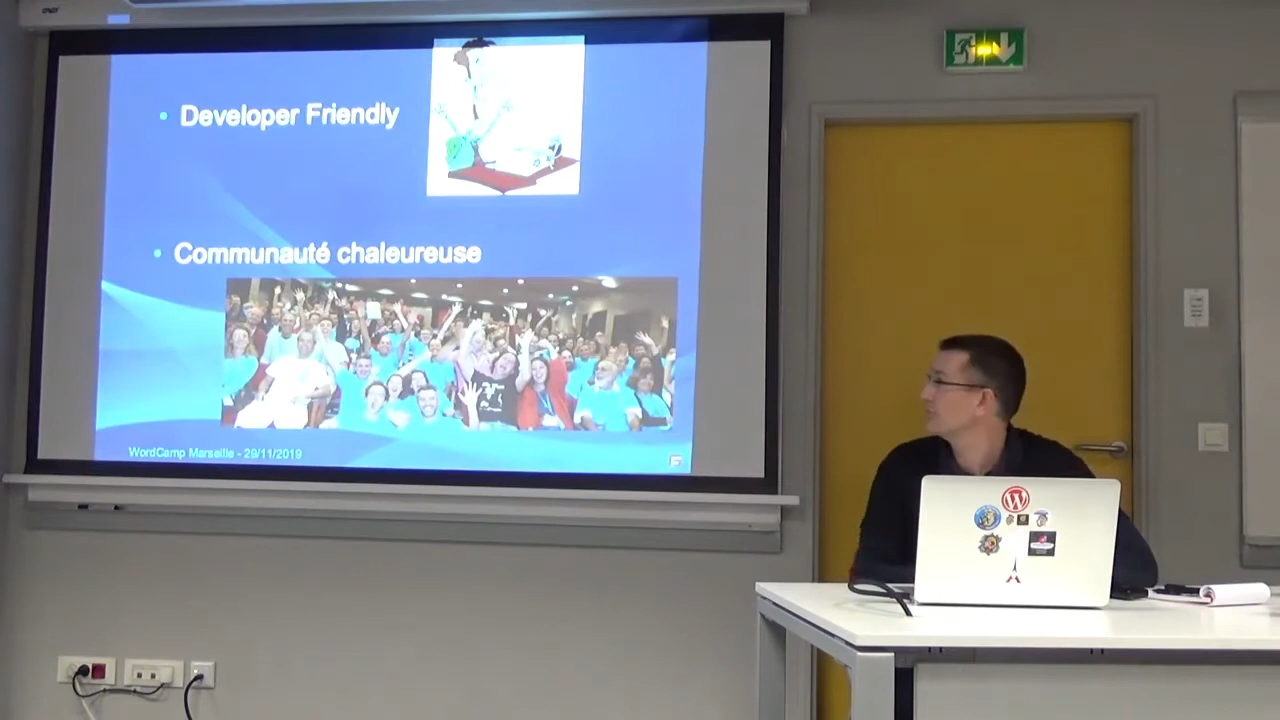 Developer Friendly
Communauté chaleureuse
WordCamp Marseille - 29/11/2019